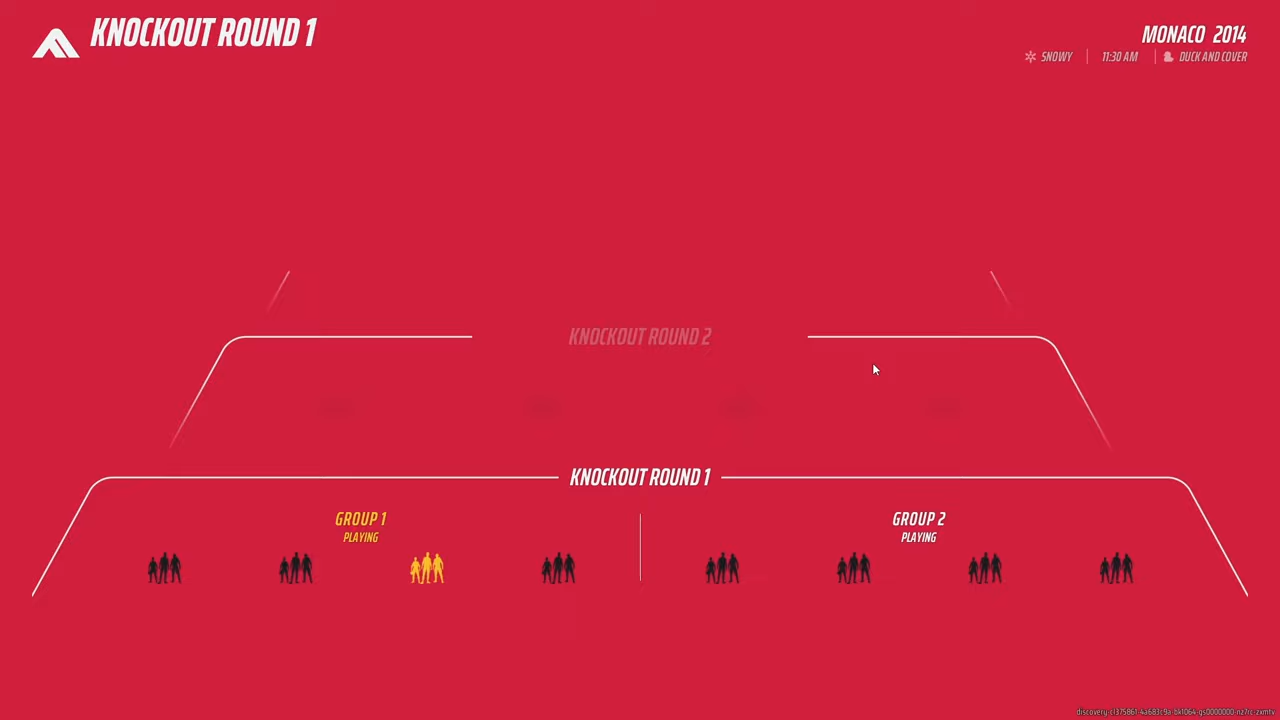 KNOCKOUT ROUND 1
MONACO 2014
SNOWY
11:30 AM
DUCK AND COVER
KNOCKOUT ROUND 2
KNOCKOUT ROUND 1
GROUP 1
PLAYING
GROUP 2
PLAYING